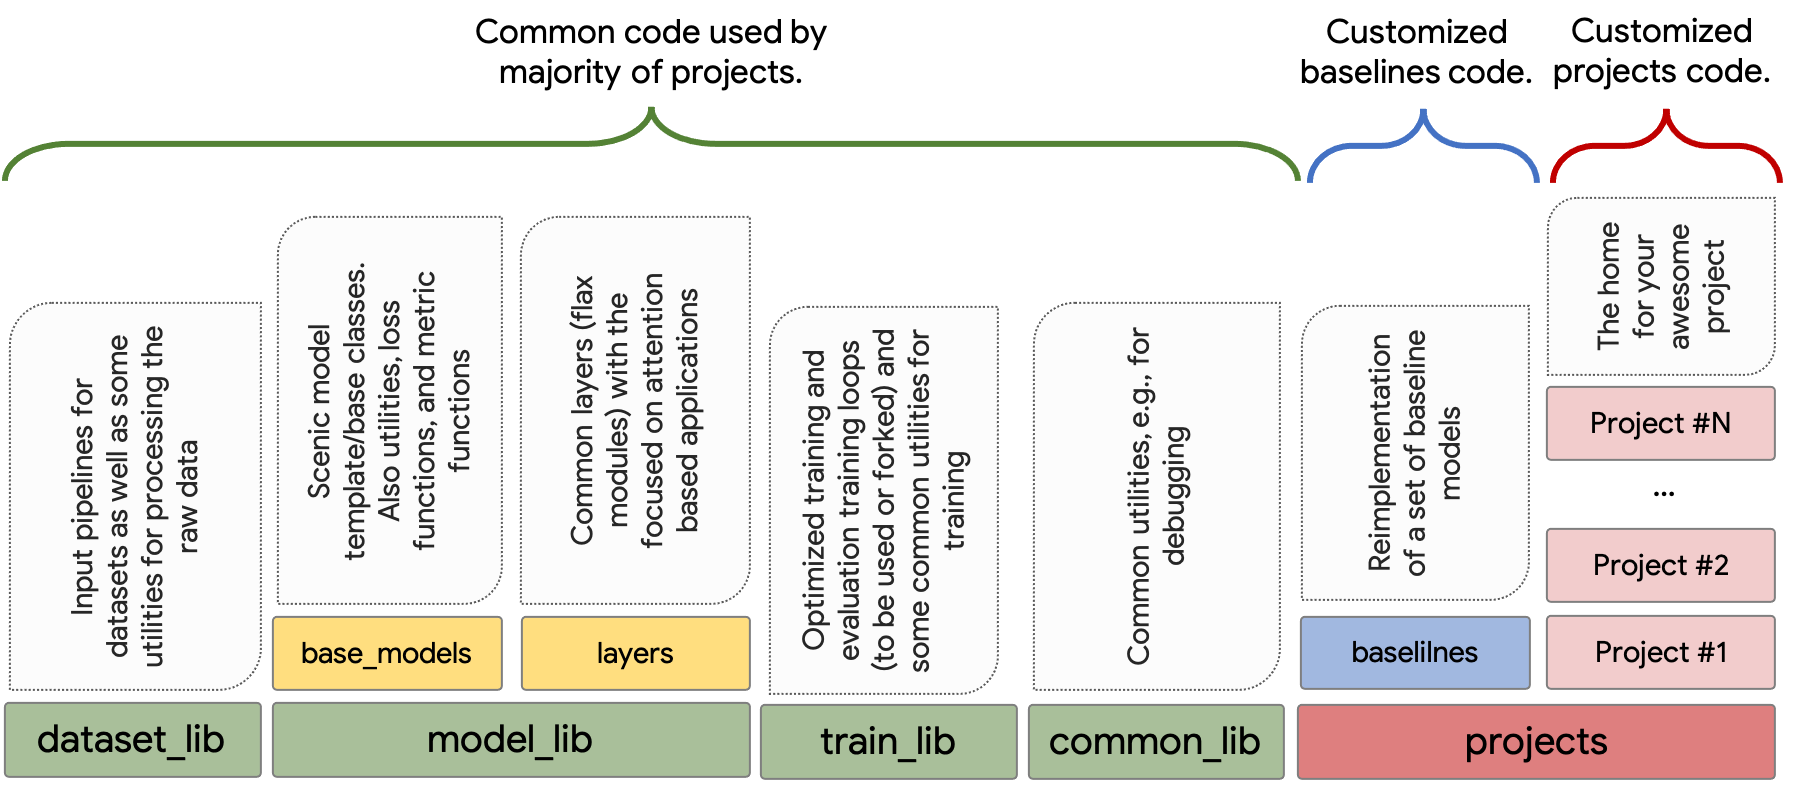 Common code used by
majority of projects.
Customized
baselines code.
Customized
projects code.
Input pipelines for
datasets as well as some
utilities for processing the
raw data
Scenic model
template/base classes.
Also utilities, loss
functions, and metric
functions
Common layers (flax
modules) with the
focused on attention
based applications
Optimized training and
evaluation training loops
(to be used or forked) and
some common utilities for
training
Common utilities, e.g., for
debugging
Reimplementation
of a set of baseline
models
The home
for your
awesome
project
Project #N
...
Project #2
Project #1
base_models
layers
baselilnes
dataset_lib
model_lib
train_lib
common_lib
projects